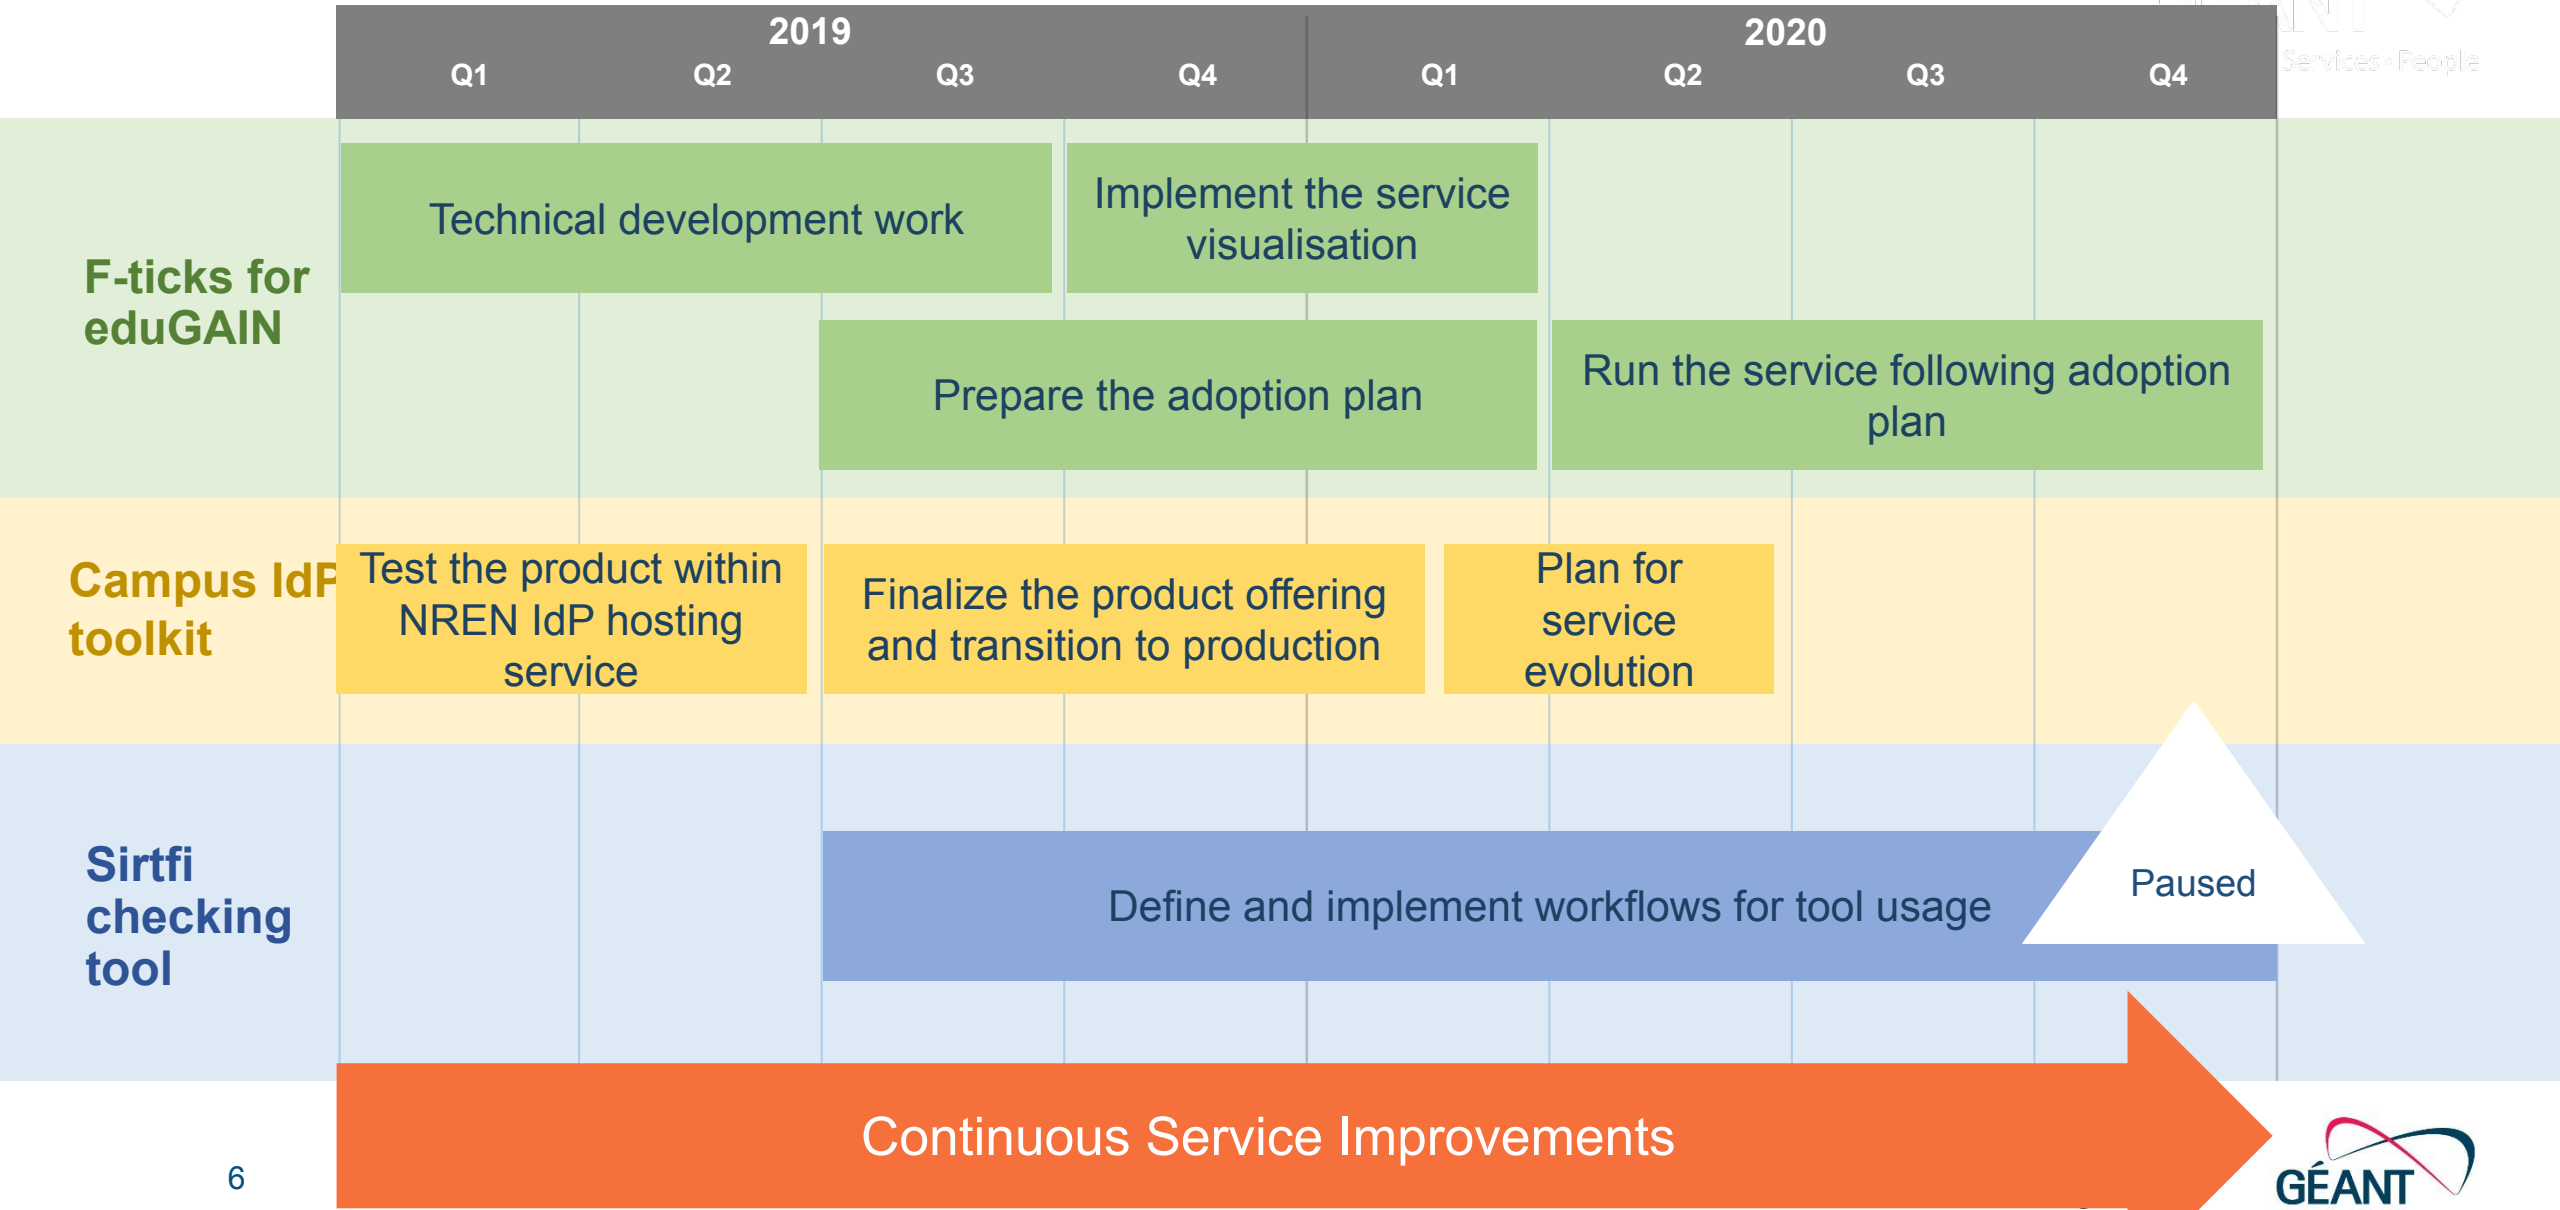 2019
2020
Q1 Q2 Q3 Q4 Q1 Q2 Q3 Q4
Services • People
F-ticks for
eduGAIN
Technical development work
Implement the service
visualisation
Prepare the adoption plan
Run the service following adoption
plan
Campus IdP
toolkit
Test the product within
NREN IdP hosting
service
Finalize the product offering
and transition to production
Plan for
service
evolution
Sirtfi
checking
tool
Define and implement workflows for tool usage
Paused
Continuous Service Improvements
6
GÉANT